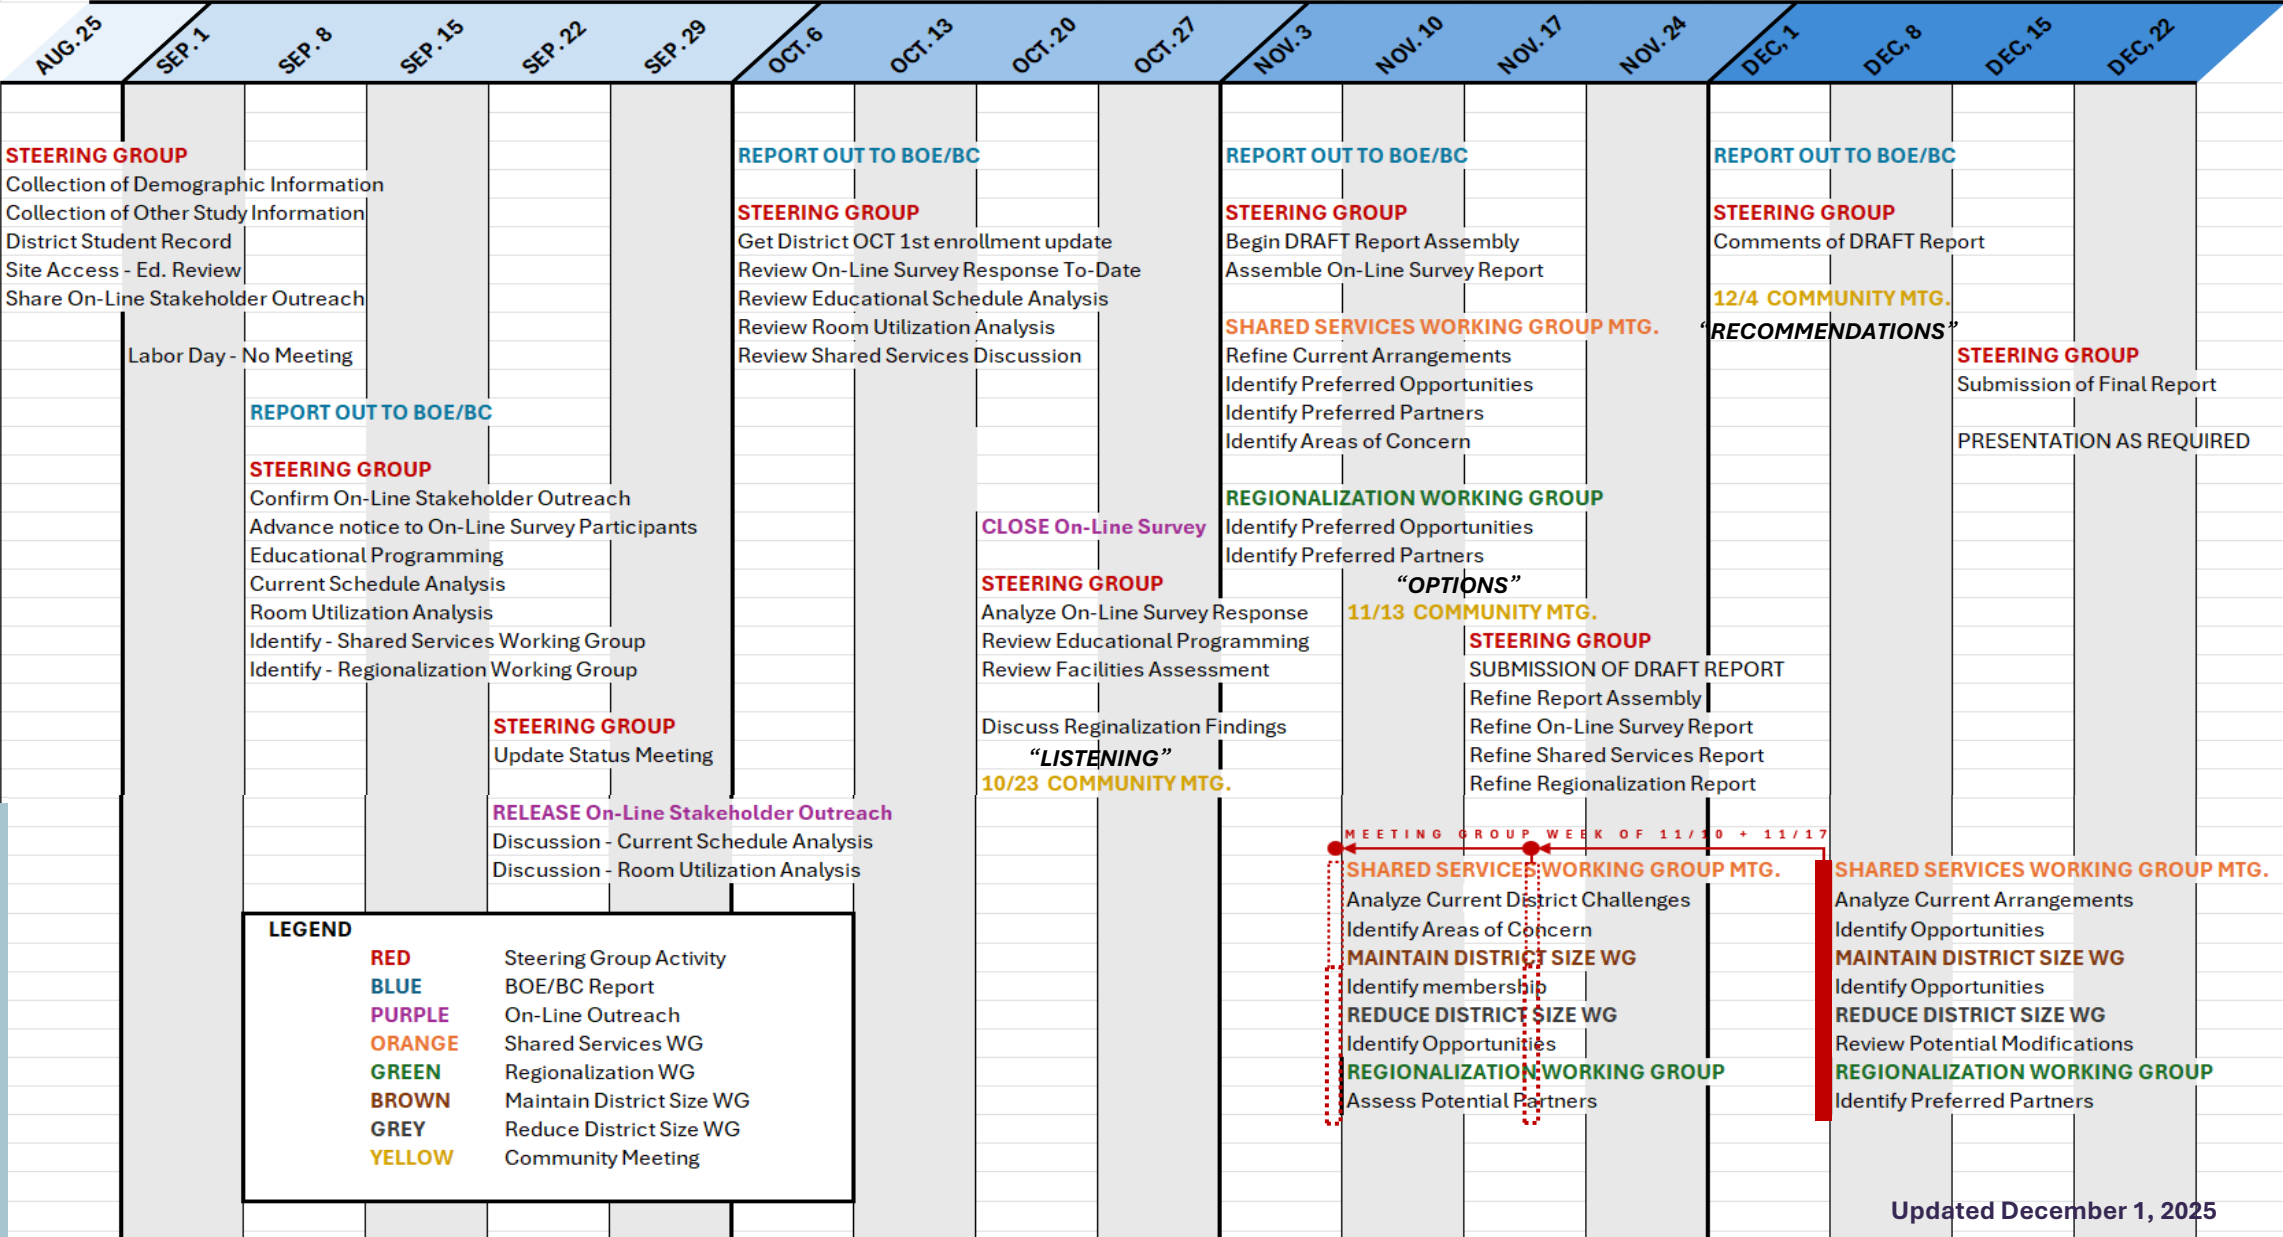 AUG. 25
SEP. 1
SEP. 8
SEP. 15
SEP. 22
SEP. 29
OCT. 6
OCT. 13
OCT. 20
OCT. 27
NOV. 3
NOV. 10
NOV. 17
NOV. 24
DEC, 1
DEC, 8
DEC, 15
DEC, 22
STEERING GROUP
Collection of Demographic Information
Collection of Other Study Information
District Student Record
Site Access - Ed. Review
Share On-Line Stakeholder Outreach
Labor Day - No Meeting
REPORT OUT TO BOE/BC
STEERING GROUP
Confirm On-Line Stakeholder Outreach
Advance notice to On-Line Survey Participants
Educational Programming
Current Schedule Analysis
Room Utilization Analysis
Identify - Shared Services Working Group
Identify - Regionalization Working Group
STEERING GROUP
Update Status Meeting
RELEASE On-Line Stakeholder Outreach
Discussion - Current Schedule Analysis
Discussion - Room Utilization Analysis
REPORT OUT TO BOE/BC
STEERING GROUP
Get District OCT 1st enrollment update
Review On-Line Survey Response To-Date
Review Educational Schedule Analysis
Review Room Utilization Analysis
Review Shared Services Discussion
CLOSE On-Line Survey
STEERING GROUP
Analyze On-Line Survey Response
Review Educational Programming
Review Facilities Assessment
Discuss Reginalization Findings
“LISTENING”
10/23 COMMUNITY MTG.
REPORT OUT TO BOE/BC
STEERING GROUP
Begin DRAFT Report Assembly
Assemble On-Line Survey Report
SHARED SERVICES WORKING GROUP MTG.
Refine Current Arrangements
Identify Preferred Opportunities
Identify Preferred Partners
Identify Areas of Concern
REGIONALIZATION WORKING GROUP
Identify Preferred Opportunities
Identify Preferred Partners
“OPTIONS”
11/13 COMMUNITY MTG.
STEERING GROUP
SUBMISSION OF DRAFT REPORT
Refine Report Assembly
Refine On-Line Survey Report
Refine Shared Services Report
Refine Regionalization Report
MEETING GROUP WEEK OF 11/10 + 11/17
SHARED SERVICES WORKING GROUP MTG.
Analyze Current District Challenges
Identify Areas of Concern
MAINTAIN DISTRICT SIZE WG
Identify membership
REDUCE DISTRICT SIZE WG
Identify Opportunities
REGIONALIZATION WORKING GROUP
Assess Potential Partners
REPORT OUT TO BOE/BC
STEERING GROUP
Comments of DRAFT Report
12/4 COMMUNITY MTG.
“RECOMMENDATIONS”
STEERING GROUP
Submission of Final Report
PRESENTATION AS REQUIRED
SHARED SERVICES WORKING GROUP MTG.
Analyze Current Arrangements
Identify Opportunities
MAINTAIN DISTRICT SIZE WG
Identify Opportunities
REDUCE DISTRICT SIZE WG
Review Potential Modifications
REGIONALIZATION WORKING GROUP
Identify Preferred Partners
LEGEND
RED Steering Group Activity
BLUE BOE/BC Report
PURPLE On-Line Outreach
ORANGE Shared Services WG
GREEN Regionalization WG
BROWN Maintain District Size WG
GREY Reduce District Size WG
YELLOW Community Meeting
Updated December 1, 2025